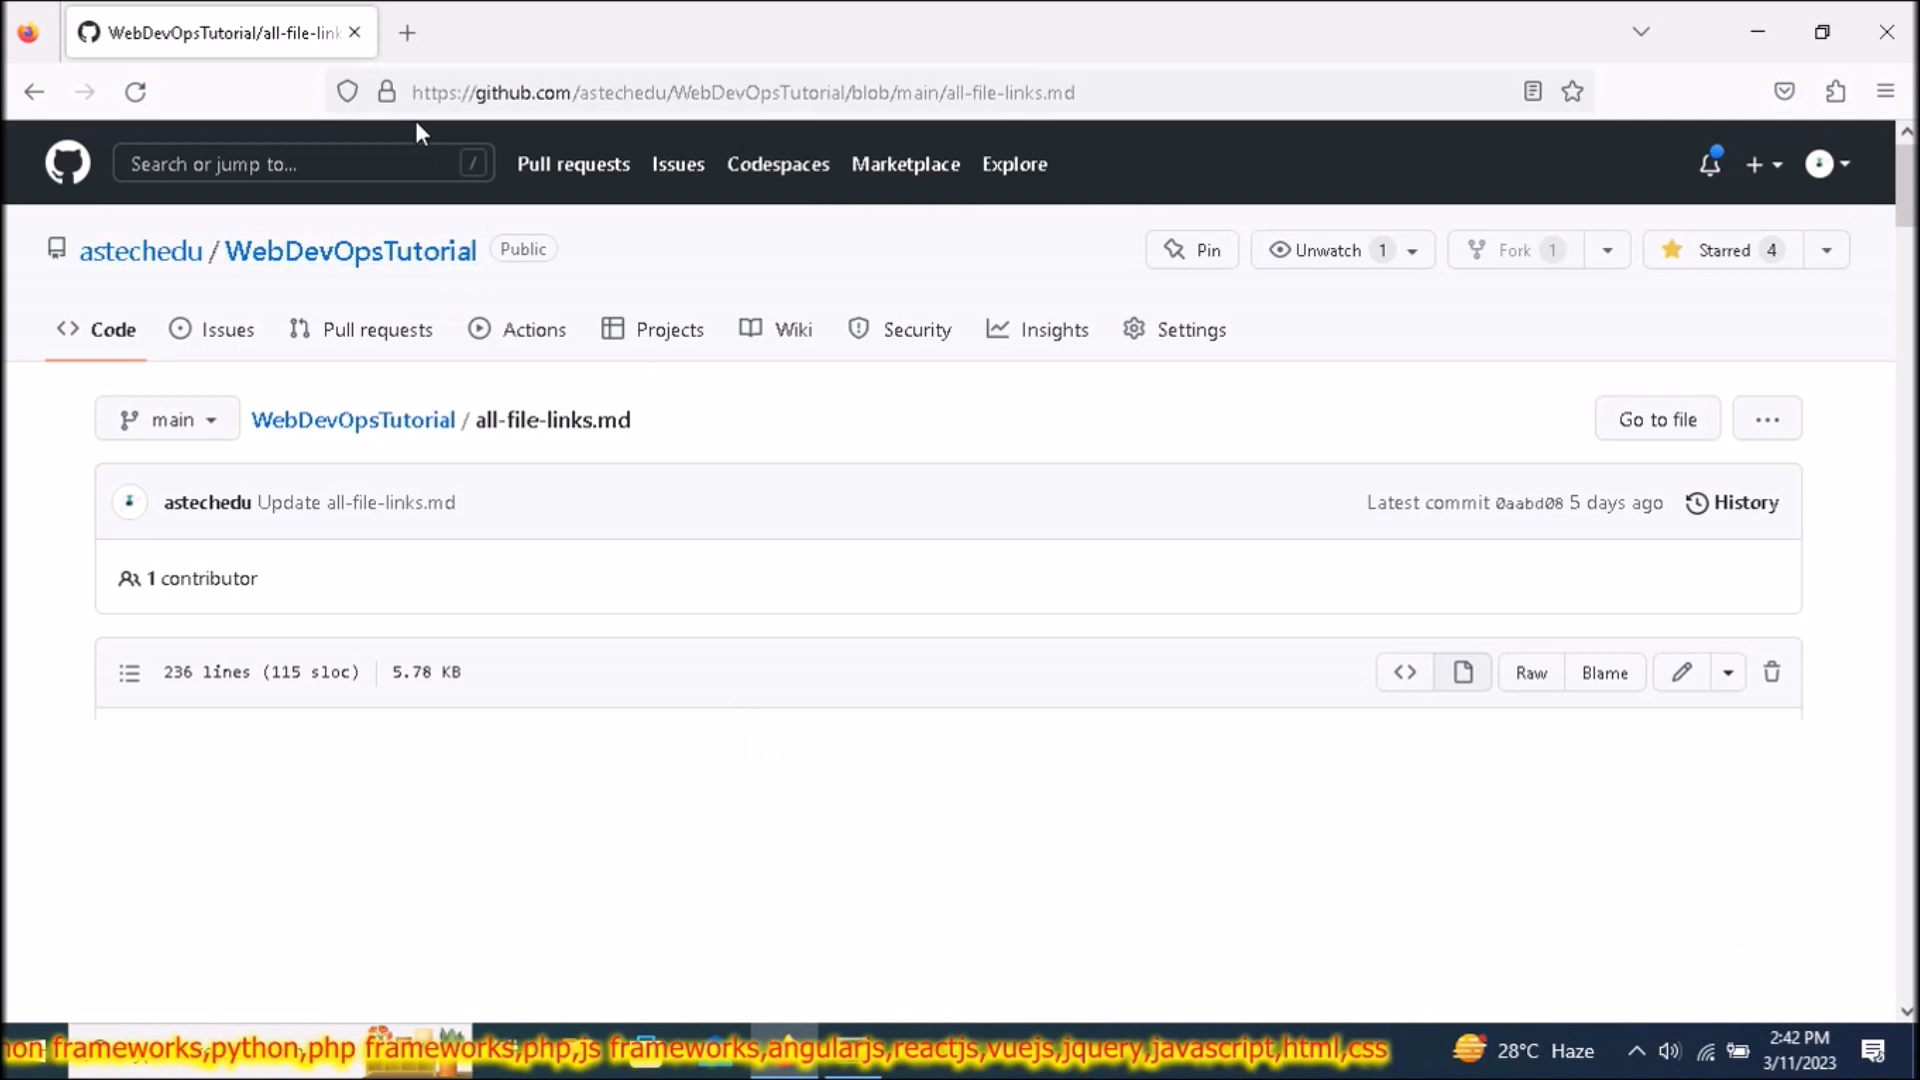 WebDevOpsTutorial/all-file-link
https://github.com/astechedu/WebDevOpsTutorial/blob/main/all-file-links.md
Search or jump to... /
Pull requests Issues Codespaces Marketplace Explore
astechedu / WebDevOpsTutorial Public
Pin Unwatch 1 Fork 1 Starred 4
Code Issues Pull requests Actions Projects Wiki Security Insights Settings
main WebDevOpsTutorial / all-file-links.md Go to file ...
astechedu Update all-file-links.md Latest commit 0aabd08 5 days ago History
1 contributor
236 lines (115 sloc) 5.78 KB Raw Blame
frameworks,python,php frameworks,php,js frameworks,angularjs,reactjs,vuejs,jquery,javascript,html,css
28°C Haze
2:42 PM
3/11/2023